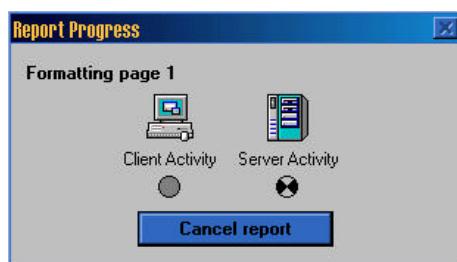 Report Progress
Formatting page 1
Client Activity Server Activity
Cancel report